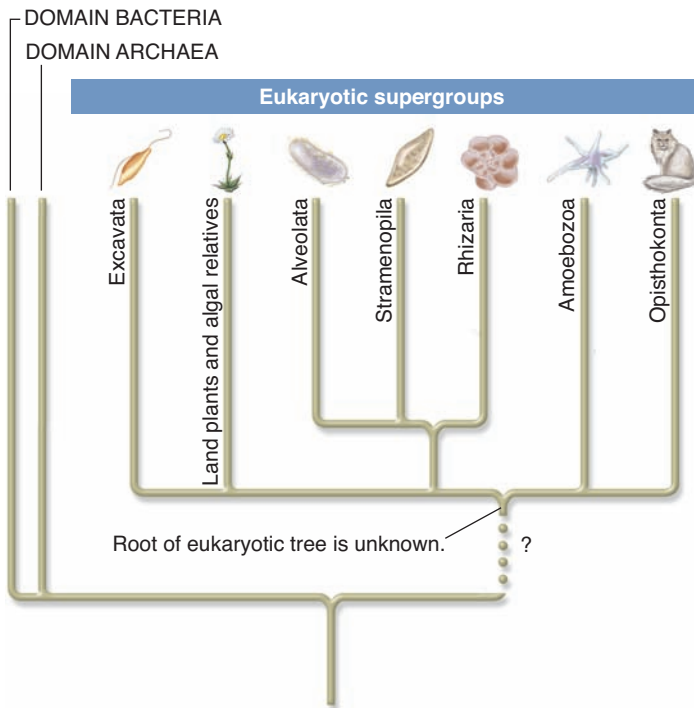 DOMAIN BACTERIA
DOMAIN ARCHAEA
Eukaryotic supergroups
Excavata
Land plants and algal relatives
Alveolata
Stramenopila
Rhizaria
Amoebozoa
Opisthokonta
Root of eukaryotic tree is unknown.
?